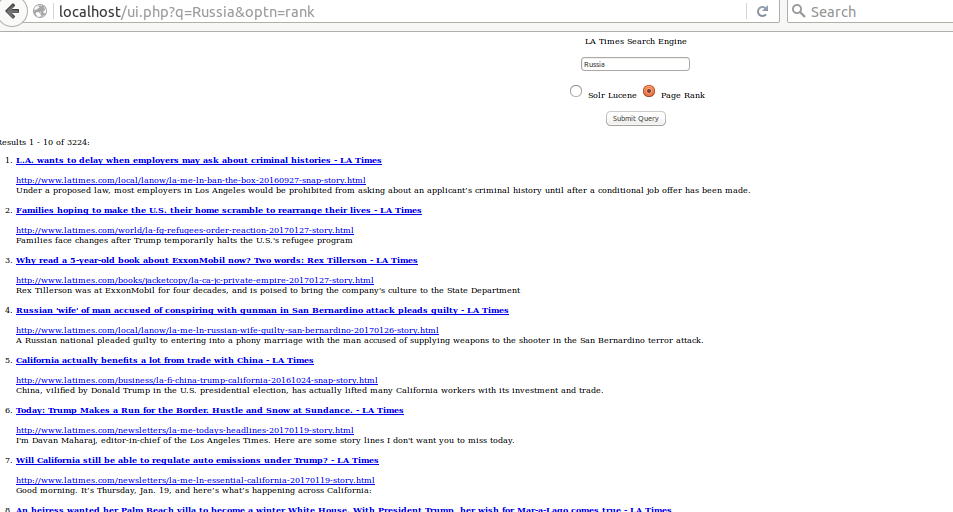 localhost/ui.php?q=Russia&optn=rank
Search
LA Times Search Engine
Russia
Solr Lucene Page Rank
Submit Query
esults 1 - 10 of 3224:
1. L.A. wants to delay when employers may ask about criminal histories - LA Times
http://www.latimes.com/local/lanow/la-me-ln-ban-the-box-20160927-snap-story.html
Under a proposed law, most employers in Los Angeles would be prohibited from asking about an applicant's criminal history until after a conditional job offer has been made.
2. Families hoping to make the U.S. their home scramble to rearrange their lives - LA Times
http://www.latimes.com/world/la-fg-refugees-order-reaction-20170127-story.html
Families face changes after Trump temporarily halts the U.S.'s refugee program
3. Why read a 5-year-old book about ExxonMobil now? Two words: Rex Tillerson - LA Times
http://www.latimes.com/books/jacketcopy/la-ca-jc-private-empire-20170127-story.html
Rex Tillerson was at ExxonMobil for four decades, and is poised to bring the company's culture to the State Department
4. Russian 'wife' of man accused of conspiring with gunman in San Bernardino attack pleads guilty - LA Times
http://www.latimes.com/local/lanow/la-me-ln-russian-wife-guilty-san-bernardino-20170126-story.html
A Russian national pleaded guilty to entering into a phony marriage with the man accused of supplying weapons to the shooter in the San Bernardino terror attack.
5. California actually benefits a lot from trade with China - LA Times
http://www.latimes.com/business/la-fi-china-trump-california-20161024-snap-story.html
China, vilified by Donald Trump in the U.S. presidential election, has actually lifted many California workers with its investment and trade.
6. Today: Trump Makes a Run for the Border. Hustle and Snow at Sundance. - LA Times
http://www.latimes.com/newsletters/la-me-todays-headlines-20170119-story.html
I'm Davan Maharaj, editor-in-chief of the Los Angeles Times. Here are some story lines I don't want you to miss today.
7. Will California still be able to regulate auto emissions under Trump? - LA Times
http://www.latimes.com/newsletters/la-me-ln-essential-california-20170119-story.html
Good morning. It's Thursday, Jan. 19, and here's what's happening across California:
8. An heiress wanted her Palm Beach villa to become a winter White House. With President Trump, her wish for Mar-a-Lago comes true - LA Times